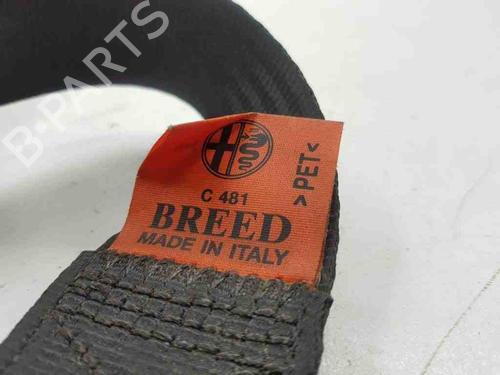 C 481
BREED
MADE IN ITALY
>PET<
B-PARTS